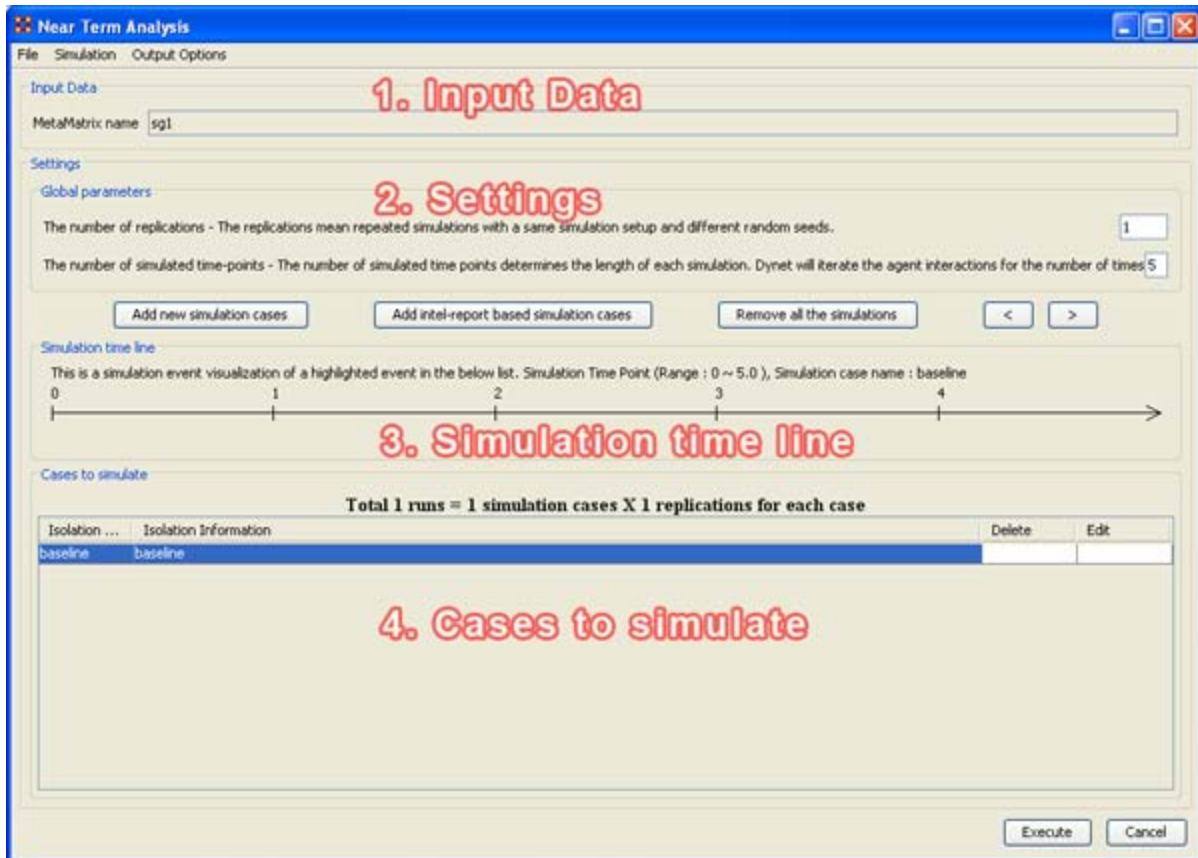 Near Term Analysis
File Simulation Output Options
Input Data
1. Input Data
MetaMatrix name sg1
Settings
Global parameters
2. Settings
The number of replications - The replications mean repeated simulations with a same simulation setup and different random seeds. 1
The number of simulated time-points - The number of simulated time points determines the length of each simulation. Dynet will iterate the agent interactions for the number of times 5
Add new simulation cases Add intel-report based simulation cases Remove all the simulations < >
Simulation time line
This is a simulation event visualization of a highlighted event in the below list. Simulation Time Point (Range : 0 ~ 5.0 ), Simulation case name : baseline
0 1 2 3 4
3. Simulation time line
Cases to simulate
Total 1 runs = 1 simulation cases X 1 replications for each case
Isolation ... Isolation Information Delete Edit
baseline baseline
4. Cases to simulate
Execute Cancel